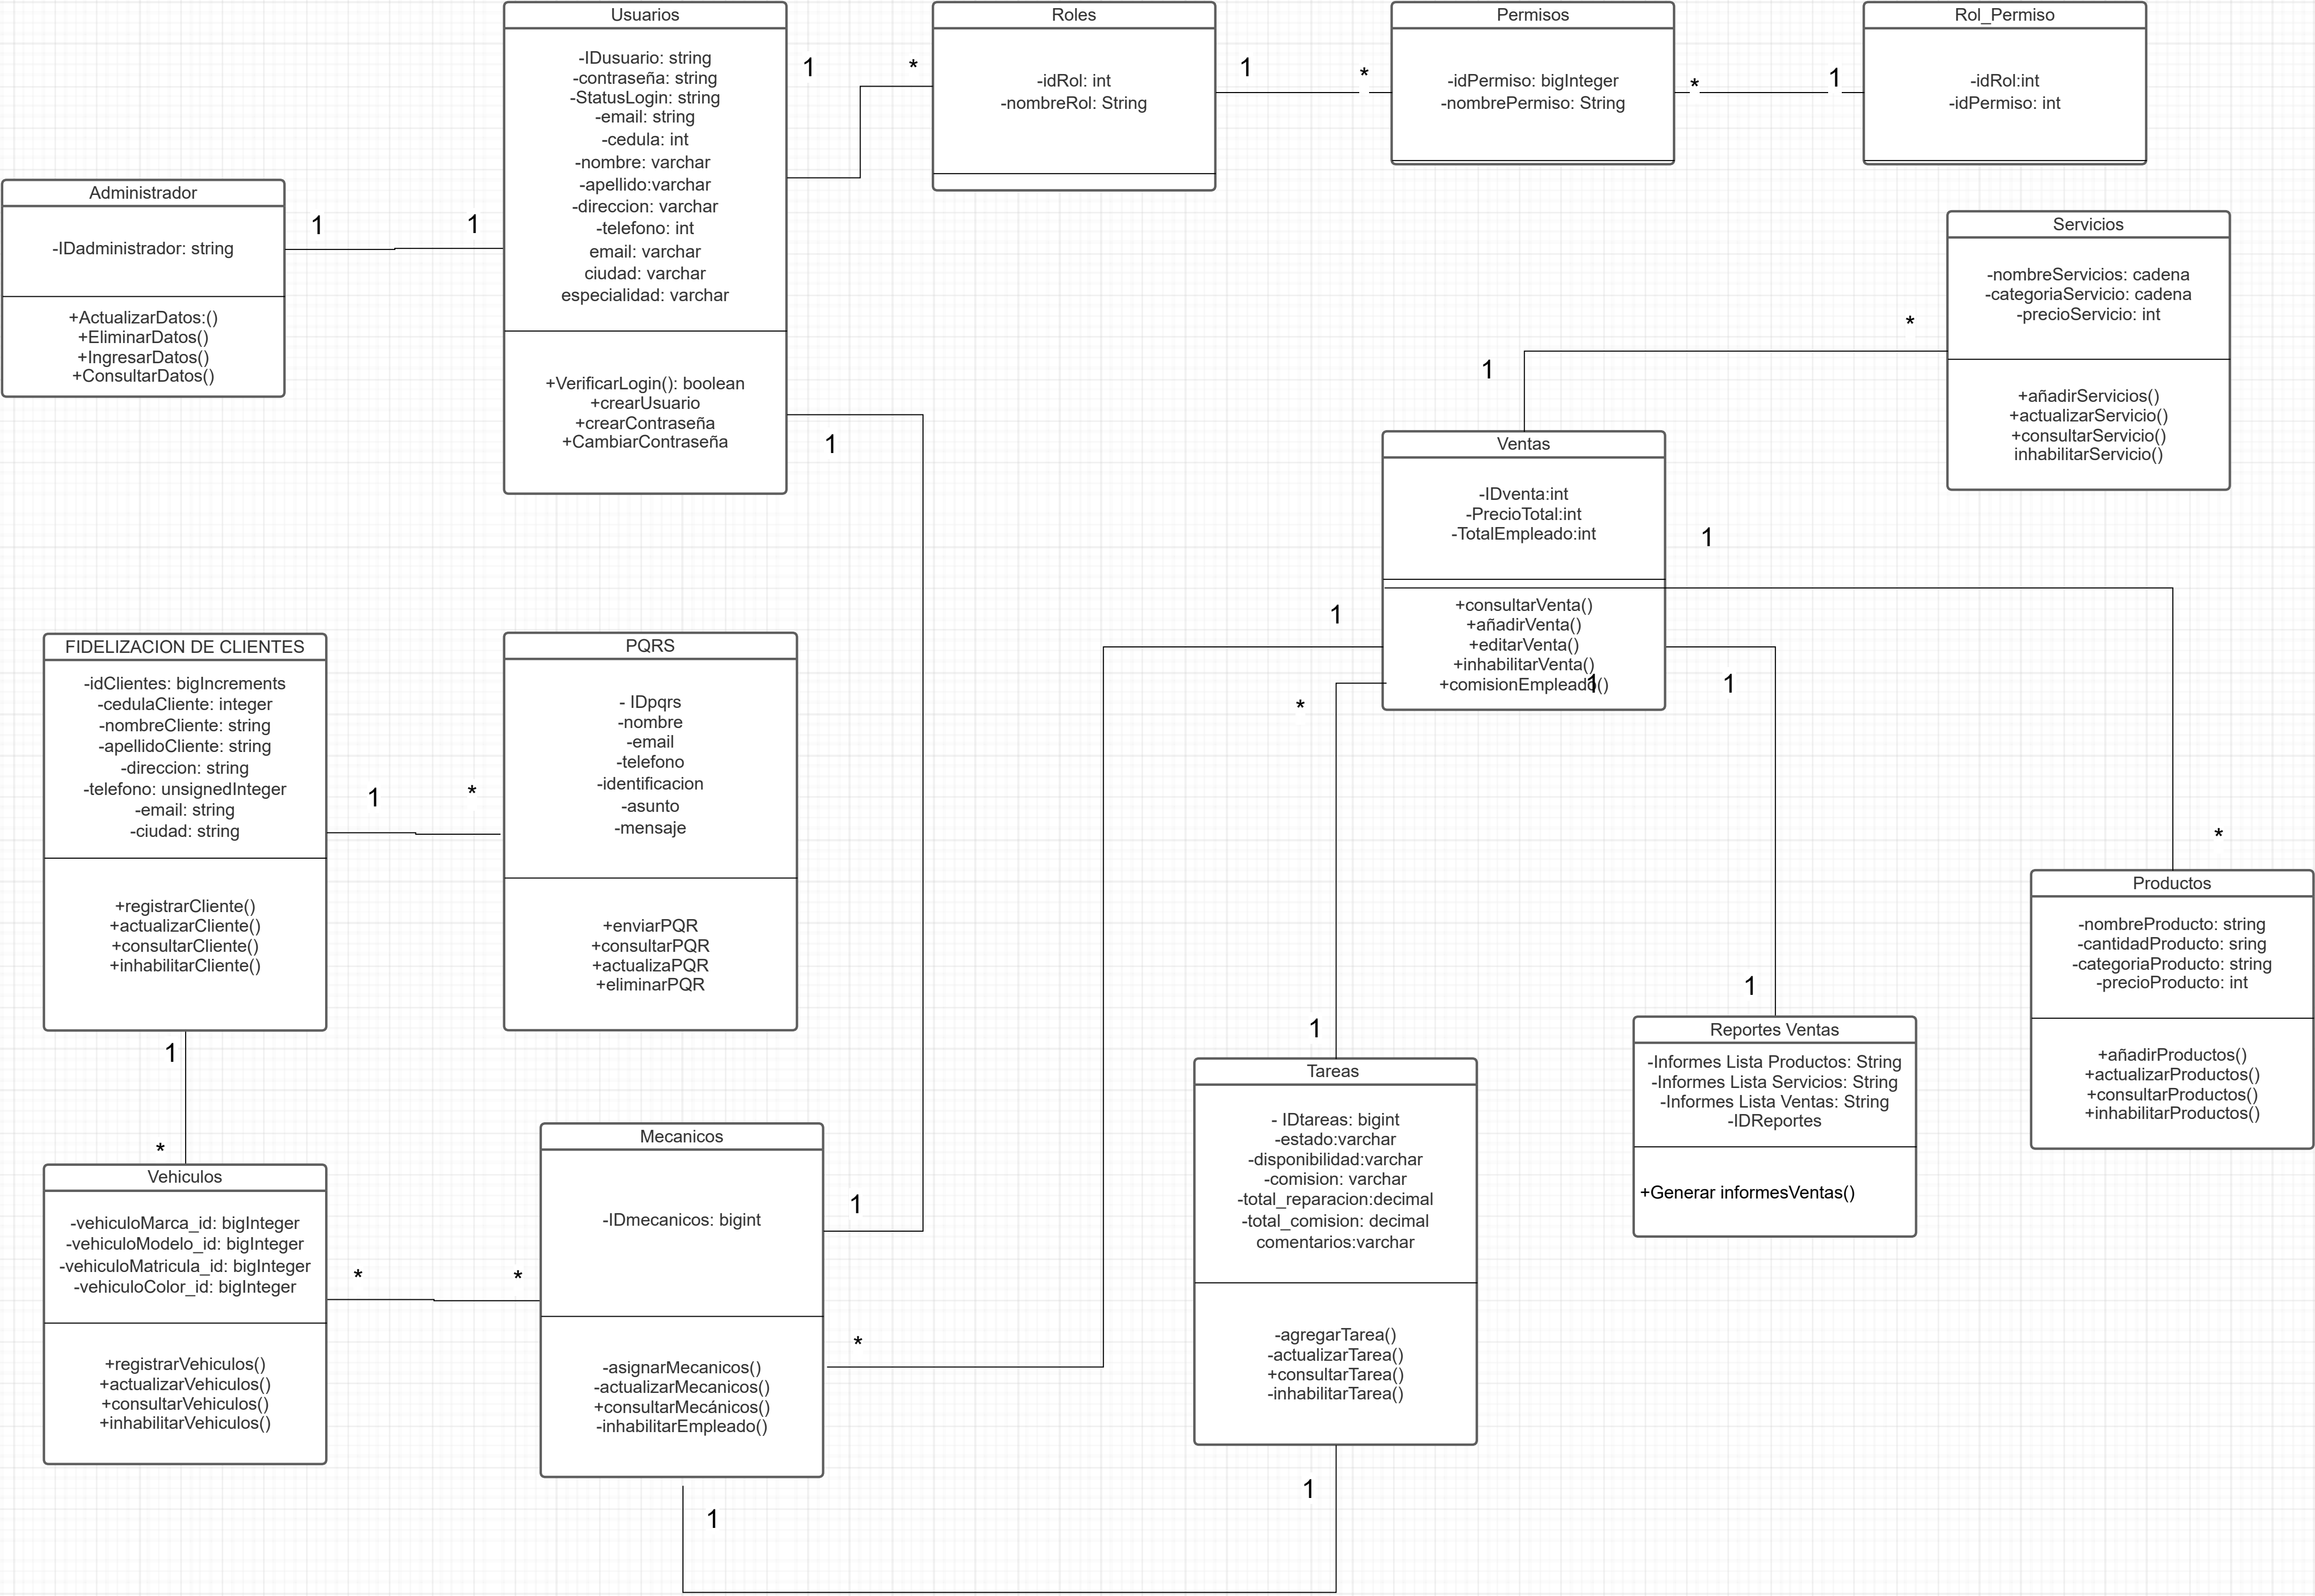 Usuarios
-IDusuario: string
-contraseña: string
-StatusLogin: string
-email: string
-cedula: int
-nombre: varchar
-apellido:varchar
-direccion: varchar
-telefono: int
email: varchar
ciudad: varchar
especialidad: varchar
+VerificarLogin(): boolean
+crearUsuario
+crearContraseña
+CambiarContraseña
1
*
Roles
-idRol: int
-nombreRol: String
1
*
Permisos
-idPermiso: bigInteger
-nombrePermiso: String
*
1
Rol_Permiso
-idRol:int
-idPermiso: int
Administrador
-IDadministrador: string
+ActualizarDatos:()
+EliminarDatos()
+IngresarDatos()
+ConsultarDatos()
1
1
1
Servicios
-nombreServicios: cadena
-categoriaServicio: cadena
-precioServicio: int
+añadirServicios()
+actualizarServicio()
+consultarServicio()
inhabilitarServicio()
*
1
Ventas
-IDventa:int
-PrecioTotal:int
-TotalEmpleado:int
+consultarVenta()
+añadirVenta()
+editarVenta()
+inhabilitarVenta()
+comisionEmpleado()
1
1
1
1
*
FIDELIZACION DE CLIENTES
-idClientes: bigIncrements
-cedulaCliente: integer
-nombreCliente: string
-apellidoCliente: string
-direccion: string
-telefono: unsignedInteger
-email: string
-ciudad: string
+registrarCliente()
+actualizarCliente()
+consultarCliente()
+inhabilitarCliente()
1
*
PQRS
- IDpqrs
-nombre
-email
-telefono
-identificacion
-asunto
-mensaje
+enviarPQR
+consultarPQR
+actualizaPQR
+eliminarPQR
*
Productos
-nombreProducto: string
-cantidadProducto: sring
-categoriaProducto: string
-precioProducto: int
+añadirProductos()
+actualizarProductos()
+consultarProductos()
+inhabilitarProductos()
1
Reportes Ventas
-Informes Lista Productos: String
-Informes Lista Servicios: String
-Informes Lista Ventas: String
-IDReportes
+Generar informesVentas()
1
Tareas
- IDtareas: bigint
-estado:varchar
-disponibilidad:varchar
-comision: varchar
-total_reparacion:decimal
-total_comision: decimal
comentarios:varchar
-agregarTarea()
-actualizarTarea()
+consultarTarea()
-inhabilitarTarea()
1
1
*
Vehiculos
-vehiculoMarca_id: bigInteger
-vehiculoModelo_id: bigInteger
-vehiculoMatricula_id: bigInteger
-vehiculoColor_id: bigInteger
+registrarVehiculos()
+actualizarVehiculos()
+consultarVehiculos()
+inhabilitarVehiculos()
*
*
Mecanicos
-IDmecanicos: bigint
-asignarMecanicos()
-actualizarMecanicos()
+consultarMecánicos()
-inhabilitarEmpleado()
1
*
1